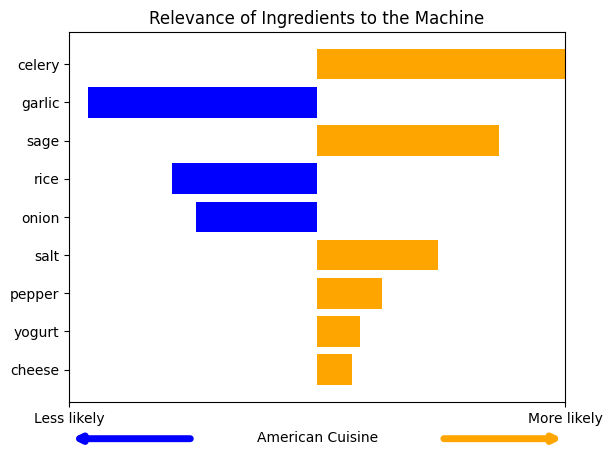 Relevance of Ingredients to the Machine
celery
garlic
sage
rice
onion
salt
pepper
yogurt
cheese
Less likely
More likely
American Cuisine